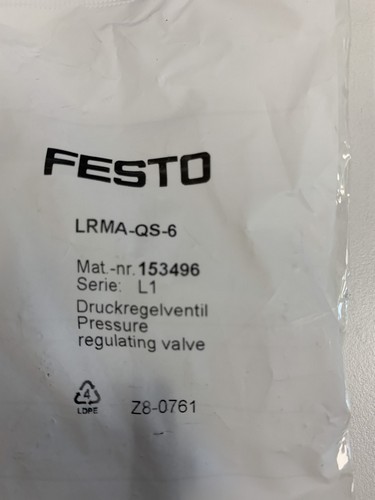 FESTO
LRMA-QS-6
Mat.-nr. 153496
Serie: L1
Druckregelventil
Pressure
regulating valve
4
LDPE
Z8-0761